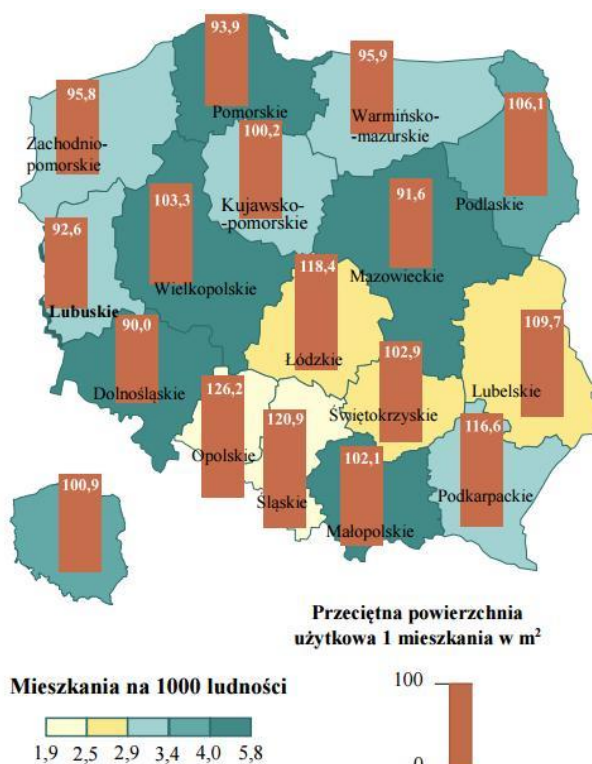 93,9
Pomorskie
95,8
Zachodnio-
pomorskie
95,9
Warmińsko-
-mazurskie
106,1
Podlaskie
100,2
Kujawsko-
-pomorskie
103,3
Wielkopolskie
91,6
Mazowieckie
92,6
Lubuskie
118,4
Łódzkie
90,0
Dolnośląskie
109,7
Lubelskie
102,9
Świętokrzyskie
126,2
Opolskie
120,9
Śląskie
116,6
Podkarpackie
102,1
Małopolskie
100,9
Przeciętna powierzchnia
użytkowa 1 mieszkania w m²
Mieszkania na 1000 ludności
1,9 2,5 2,9 3,4 4,0 5,8
100
0